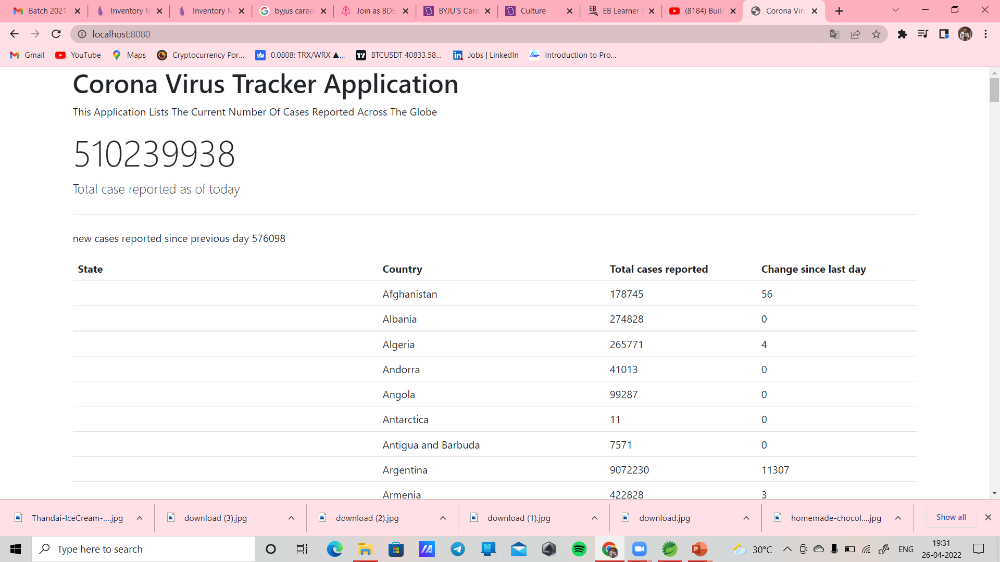 Batch 2021-
Inventory M
Inventory M
byjus caree
Join as BDE
BYJU'S Care
Culture
EB Learner
(8184) Build
Corona Viru
localhost:8080
Gmail
YouTube
Maps
Cryptocurrency Por...
0.0808: TRX/WRX ▲...
BTCUSDT 40833.58...
Jobs | LinkedIn
Introduction to Pro...
Corona Virus Tracker Application
This Application Lists The Current Number Of Cases Reported Across The Globe
510239938
Total case reported as of today
new cases reported since previous day 576098
State Country Total cases reported Change since last day
Afghanistan 178745 56
Albania 274828 0
Algeria 265771 4
Andorra 41013 0
Angola 99287 0
Antarctica 11 0
Antigua and Barbuda 7571 0
Argentina 9072230 11307
Armenia 422828 3
Thandai-IceCream-....jpg
download (3).jpg
download (2).jpg
download (1).jpg
download.jpg
homemade-chocol....jpg
Show all
Type here to search
30°C
ENG
19:31
26-04-2022